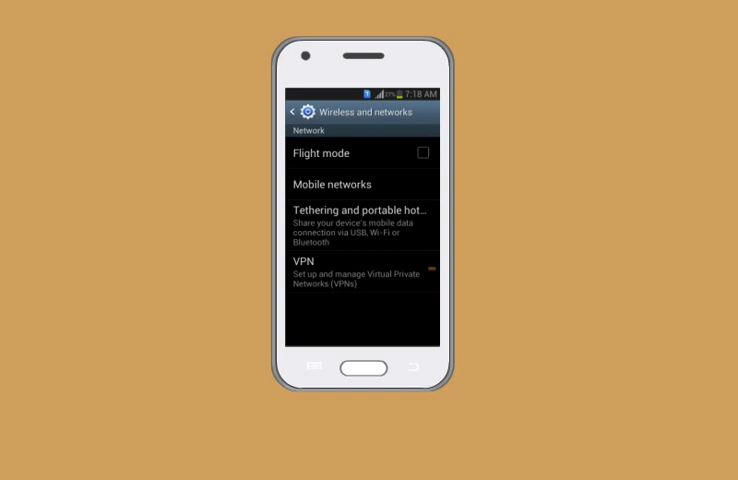 7:18 AM
Wireless and networks
Network
Flight mode
Mobile networks
Tethering and portable hot...
Share your device's mobile data
connection via USB, Wi-Fi or
Bluetooth
VPN
Set up and manage Virtual Private
Networks (VPNs)